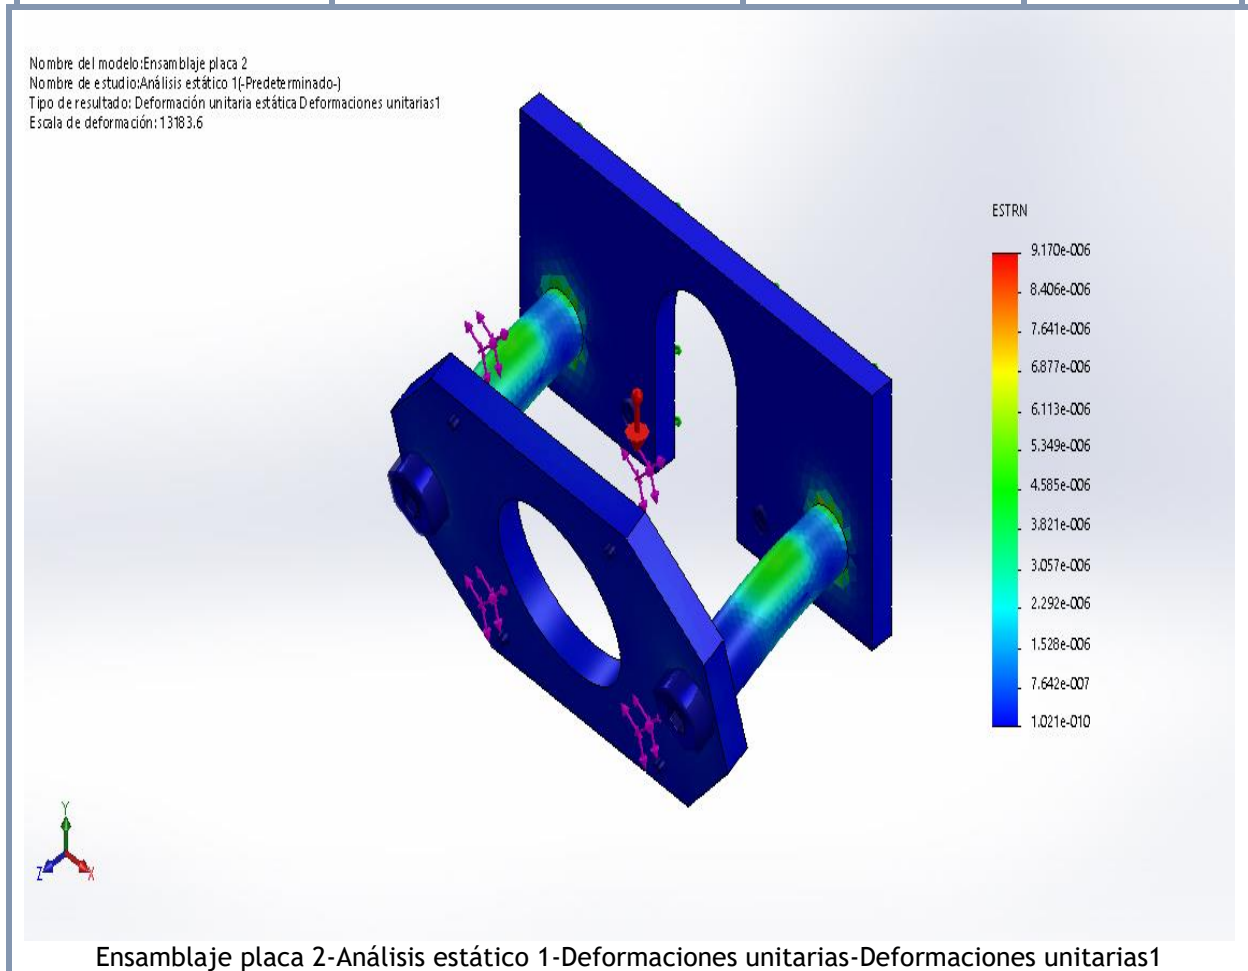 Nombre del modelo:Ensamblaje placa 2
Nombre de estudio:Análisis estático 1(-Predeterminado-)
Tipo de resultado: Deformación unitaria estática Deformaciones unitarias1
Escala de deformación: 13183.6
ESTRN
9.170e-006
8.406e-006
7.641e-006
6.877e-006
6.113e-006
5.349e-006
4.585e-006
3.821e-006
3.057e-006
2.292e-006
1.528e-006
7.642e-007
1.021e-010
Y
Z
X
Ensamblaje placa 2-Análisis estático 1-Deformaciones unitarias-Deformaciones unitarias1